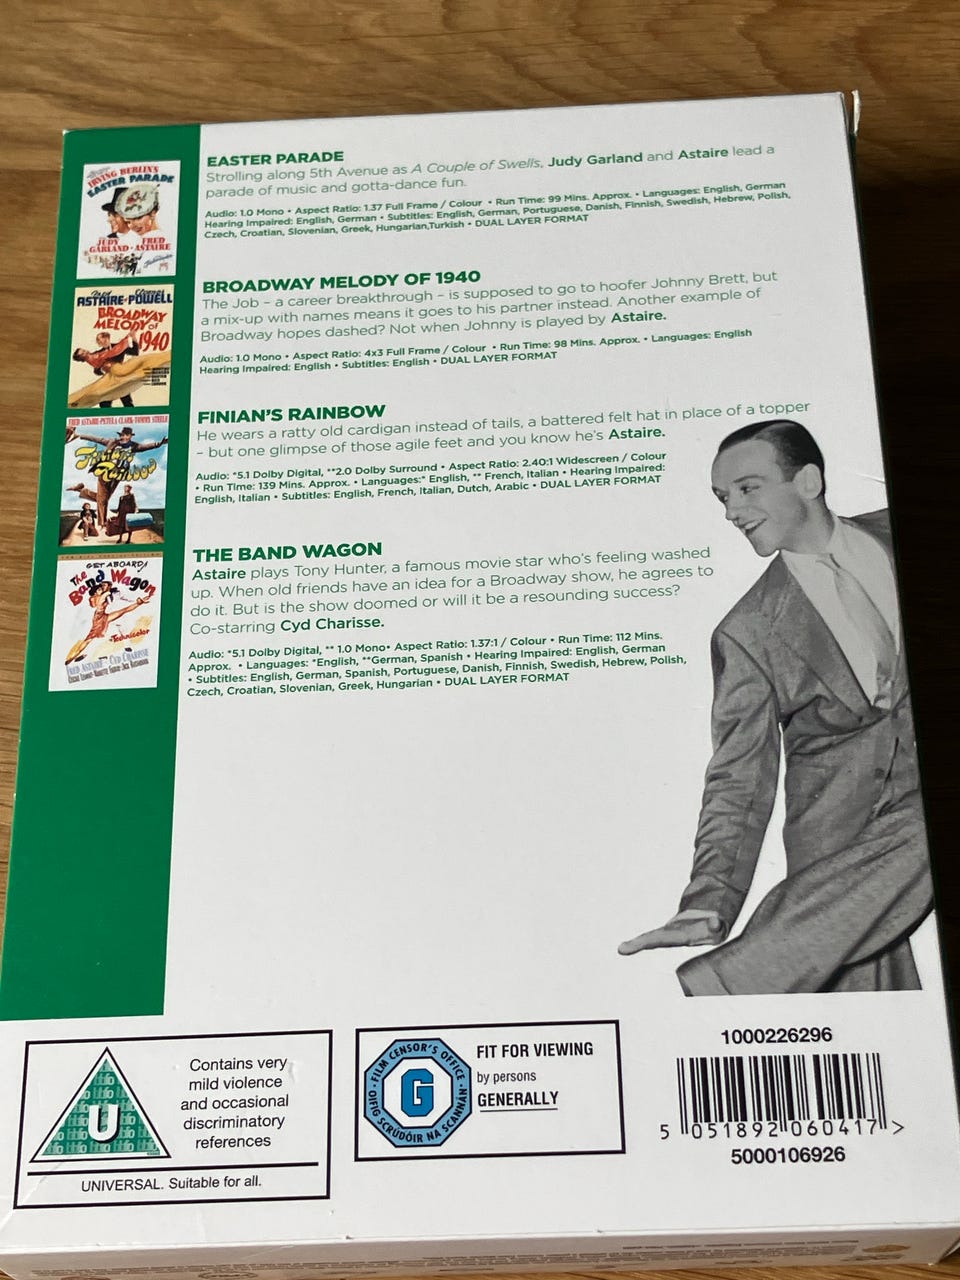 EASTER PARADE
Strolling along 5th Avenue as A Couple of Swells, Judy Garland and Astaire lead a
parade of music and gotta-dance fun.
Audio: 1.0 Mono • Aspect Ratio: 1.37 Full Frame / Colour • Run Time: 99 Mins. Approx. • Languages: English, German
Hearing Impaired: English, German • Subtitles: English, German, Portuguese, Danish, Finnish, Swedish, Hebrew, Polish,
Czech, Croatian, Slovenian, Greek, Hungarian,Turkish • DUAL LAYER FORMAT
IRVING BERLIN'S
EASTER PARADE
JUDY GARLAND • FRED ASTAIRE
BROADWAY MELODY OF 1940
The Job – a career breakthrough – is supposed to go to hoofer Johnny Brett, but
a mix-up with names means it goes to his partner instead. Another example of
Broadway hopes dashed? Not when Johnny is played by Astaire.
Audio: 1.0 Mono • Aspect Ratio: 4x3 Full Frame / Colour • Run Time: 98 Mins. Approx. • Languages: English
Hearing Impaired: English • Subtitles: English • DUAL LAYER FORMAT
Fred Eleanor
ASTAIRE • POWELL
BROADWAY
MELODY of
1940
FINIAN'S RAINBOW
He wears a ratty old cardigan instead of tails, a battered felt hat in place of a topper
– but one glimpse of those agile feet and you know he's Astaire.
Audio: *5.1 Dolby Digital, **2.0 Dolby Surround • Aspect Ratio: 2.40:1 Widescreen / Colour
• Run Time: 139 Mins. Approx. • Languages:* English, ** French, Italian • Hearing Impaired:
English, Italian • Subtitles: English, French, Italian, Dutch, Arabic • DUAL LAYER FORMAT
FRED ASTAIRE • PETULA CLARK • TOMMY STEELE
Finian's
Rainbow
THE BAND WAGON
Astaire plays Tony Hunter, a famous movie star who's feeling washed
up. When old friends have an idea for a Broadway show, he agrees to
do it. But is the show doomed or will it be a resounding success?
Co-starring Cyd Charisse.
Audio: *5.1 Dolby Digital, ** 1.0 Mono• Aspect Ratio: 1.37:1 / Colour • Run Time: 112 Mins.
Approx. • Languages: *English, **German, Spanish • Hearing Impaired: English, German
• Subtitles: English, German, Spanish, Portuguese, Danish, Finnish, Swedish, Hebrew, Polish,
Czech, Croatian, Slovenian, Greek, Hungarian • DUAL LAYER FORMAT
GET ABOARD!
The
Band Wagon
Technicolor
FRED ASTAIRE • CYD CHARISSE
U
Contains very
mild violence
and occasional
discriminatory
references
UNIVERSAL. Suitable for all.
FILM CENSOR'S OFFICE
G
OIFIG SCRÚDÓIR NA SCANNÁN
FIT FOR VIEWING
by persons
GENERALLY
1000226296
5 051892 060417 >
5000106926